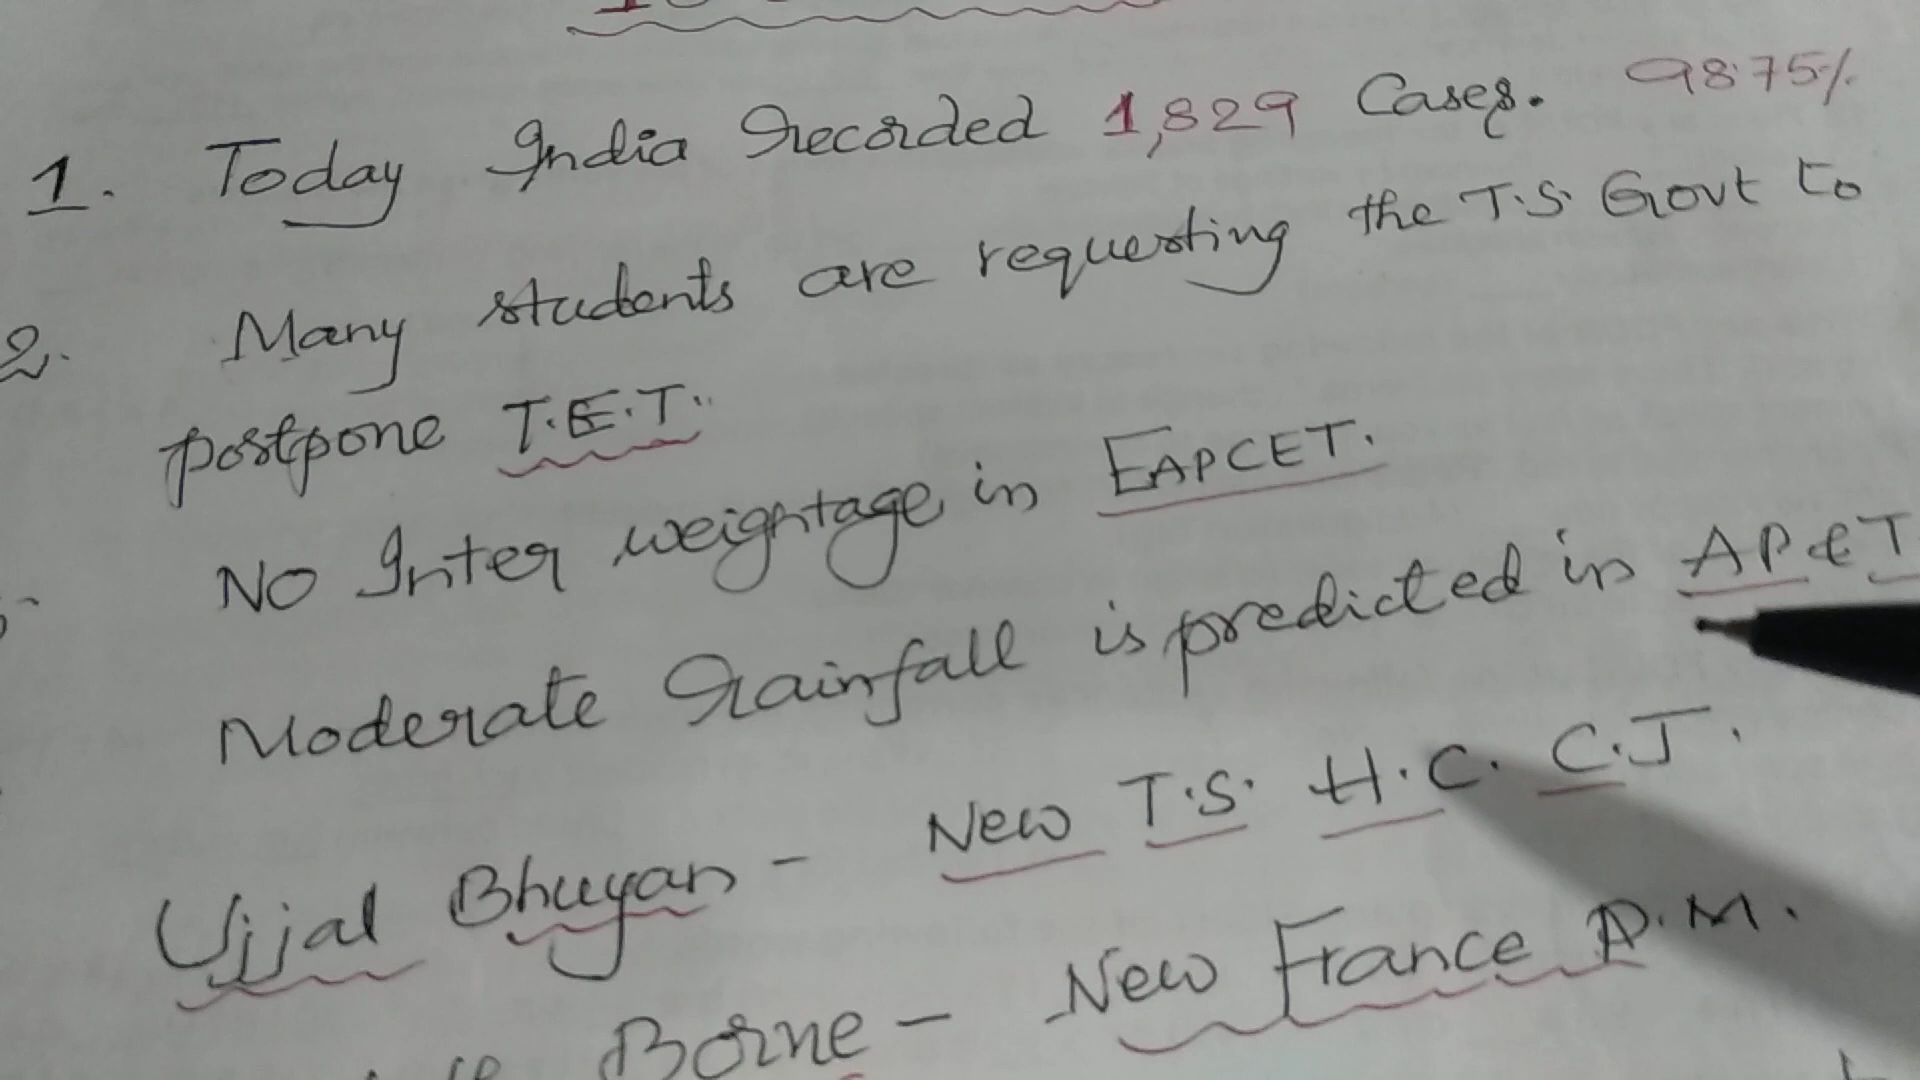 1. Today India recorded 1,829 Cases. 98.75%
2. Many students are requesting the T.S. Govt to
postpone T.E.T.
No Inter weightage in EAPCET.
Moderate rainfall is predicted in AP & T
Ujjal Bhuyan - New T.S. H.C. C.J.
Borne - New France P.M.